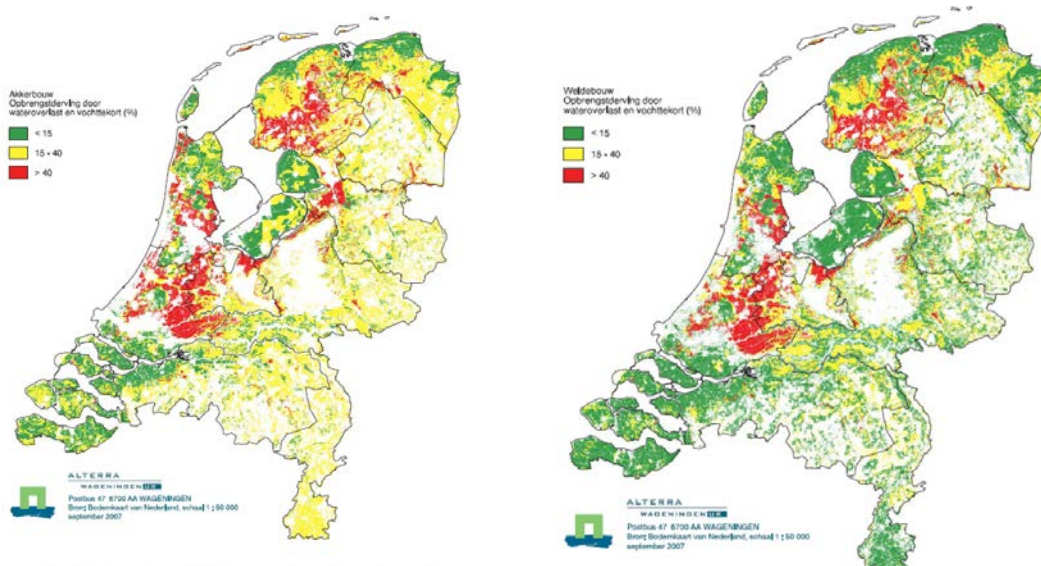 Akkerbouw
Opbrengstderving door
wateroverlast en vochttekort (%)
< 15
15 - 40
> 40
ALTERRA
WAGENINGEN UR
Postbus 47 6700 AA WAGENINGEN
Bron: Bodemkaart van Nederland, schaal 1 : 50 000
september 2007
Weidebouw
Opbrengstderving door
wateroverlast en vochttekort (%)
< 15
15 - 40
> 40
ALTERRA
WAGENINGEN UR
Postbus 47 6700 AA WAGENINGEN
Bron: Bodemkaart van Nederland, schaal 1 : 50 000
september 2007